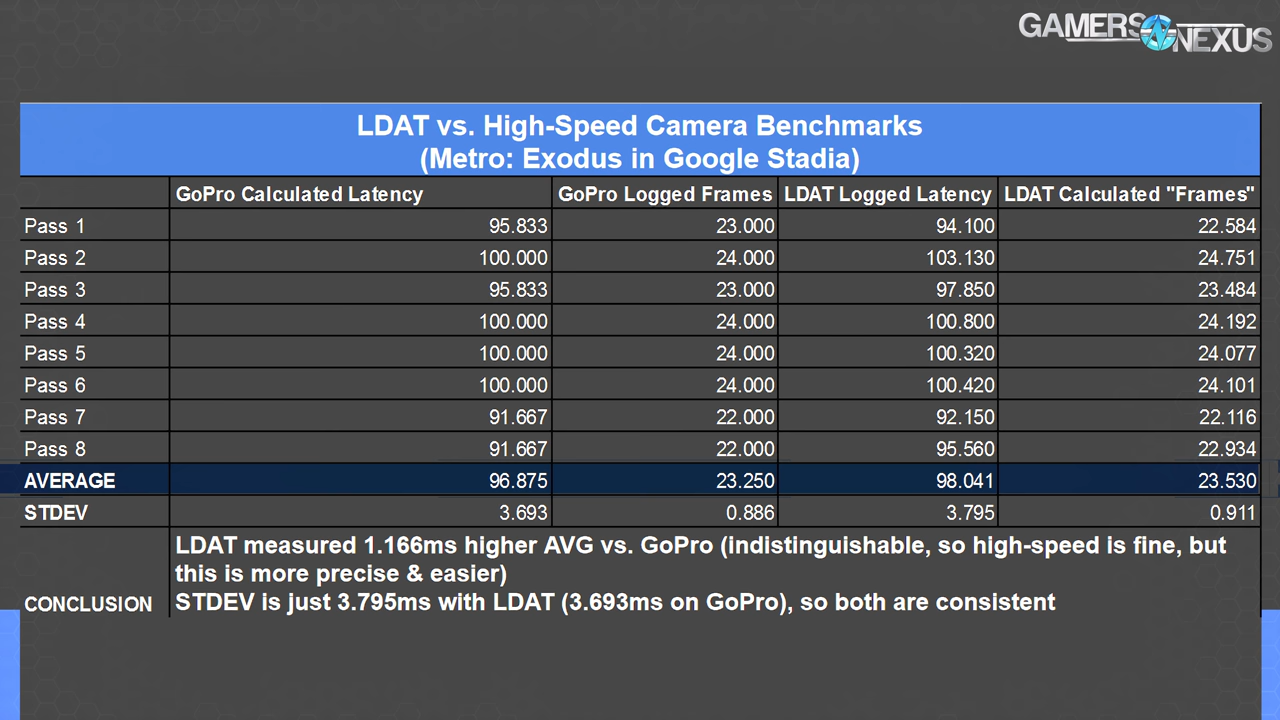 GAMERS NEXUS
LDAT vs. High-Speed Camera Benchmarks
(Metro: Exodus in Google Stadia)
GoPro Calculated Latency GoPro Logged Frames LDAT Logged Latency LDAT Calculated "Frames"
Pass 1 95.833 23.000 94.100 22.584
Pass 2 100.000 24.000 103.130 24.751
Pass 3 95.833 23.000 97.850 23.484
Pass 4 100.000 24.000 100.800 24.192
Pass 5 100.000 24.000 100.320 24.077
Pass 6 100.000 24.000 100.420 24.101
Pass 7 91.667 22.000 92.150 22.116
Pass 8 91.667 22.000 95.560 22.934
AVERAGE 96.875 23.250 98.041 23.530
STDEV 3.693 0.886 3.795 0.911
LDAT measured 1.166ms higher AVG vs. GoPro (indistinguishable, so high-speed is fine, but
this is more precise & easier)
CONCLUSION STDEV is just 3.795ms with LDAT (3.693ms on GoPro), so both are consistent